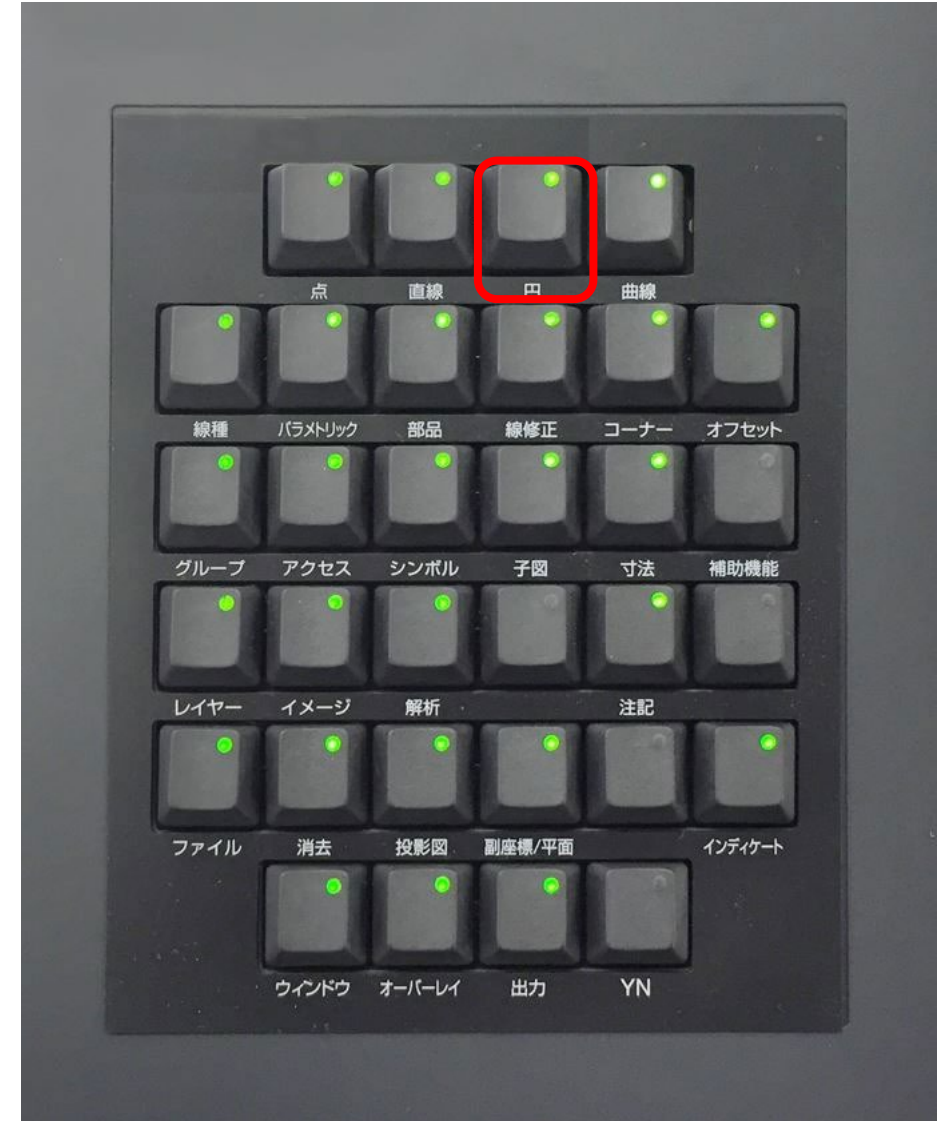 点 直線 円 曲線
線種 パラメトリック 部品 線修正 コーナー オフセット
グループ アクセス シンボル 子図 寸法 補助機能
レイヤー イメージ 解析 注記
ファイル 消去 投影図 副座標/平面 インディケート
ウィンドウ オーバーレイ 出力 YN